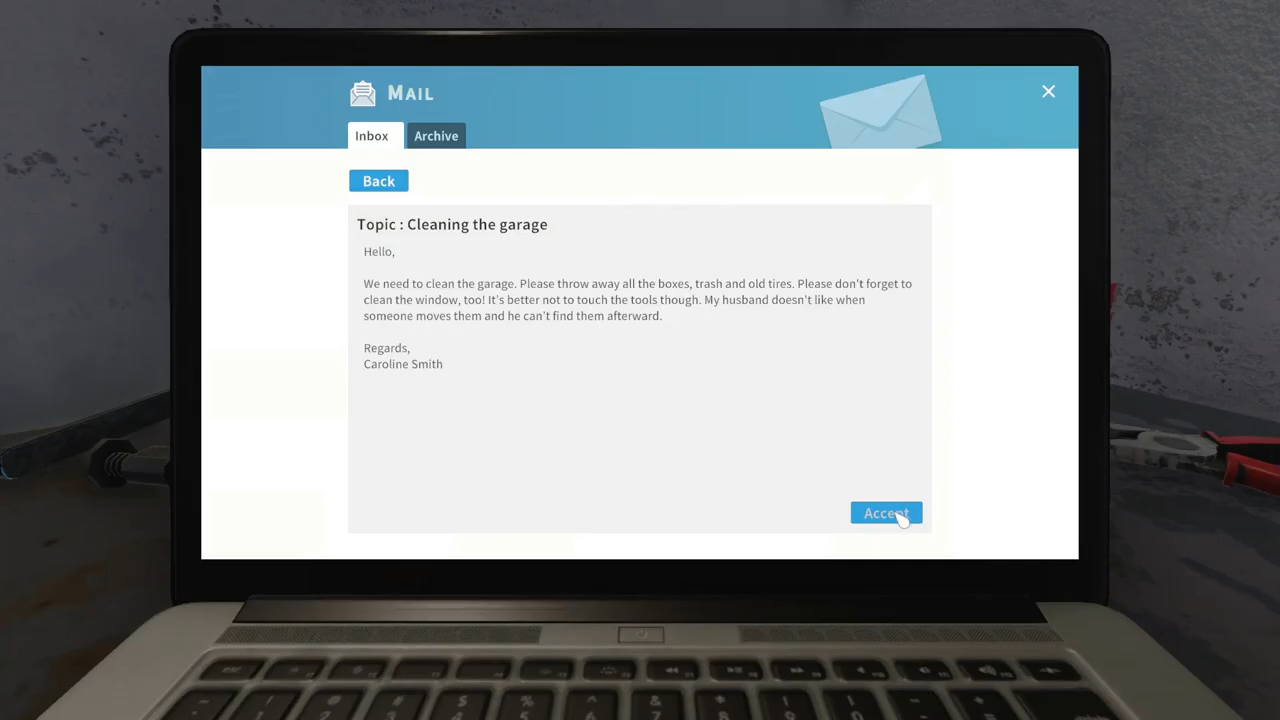 MAIL
Inbox
Archive
Back
Topic : Cleaning the garage
Hello,
We need to clean the garage. Please throw away all the boxes, trash and old tires. Please don't forget to
clean the window, too! It's better not to touch the tools though. My husband doesn't like when
someone moves them and he can't find them afterward.
Regards,
Caroline Smith
Accept